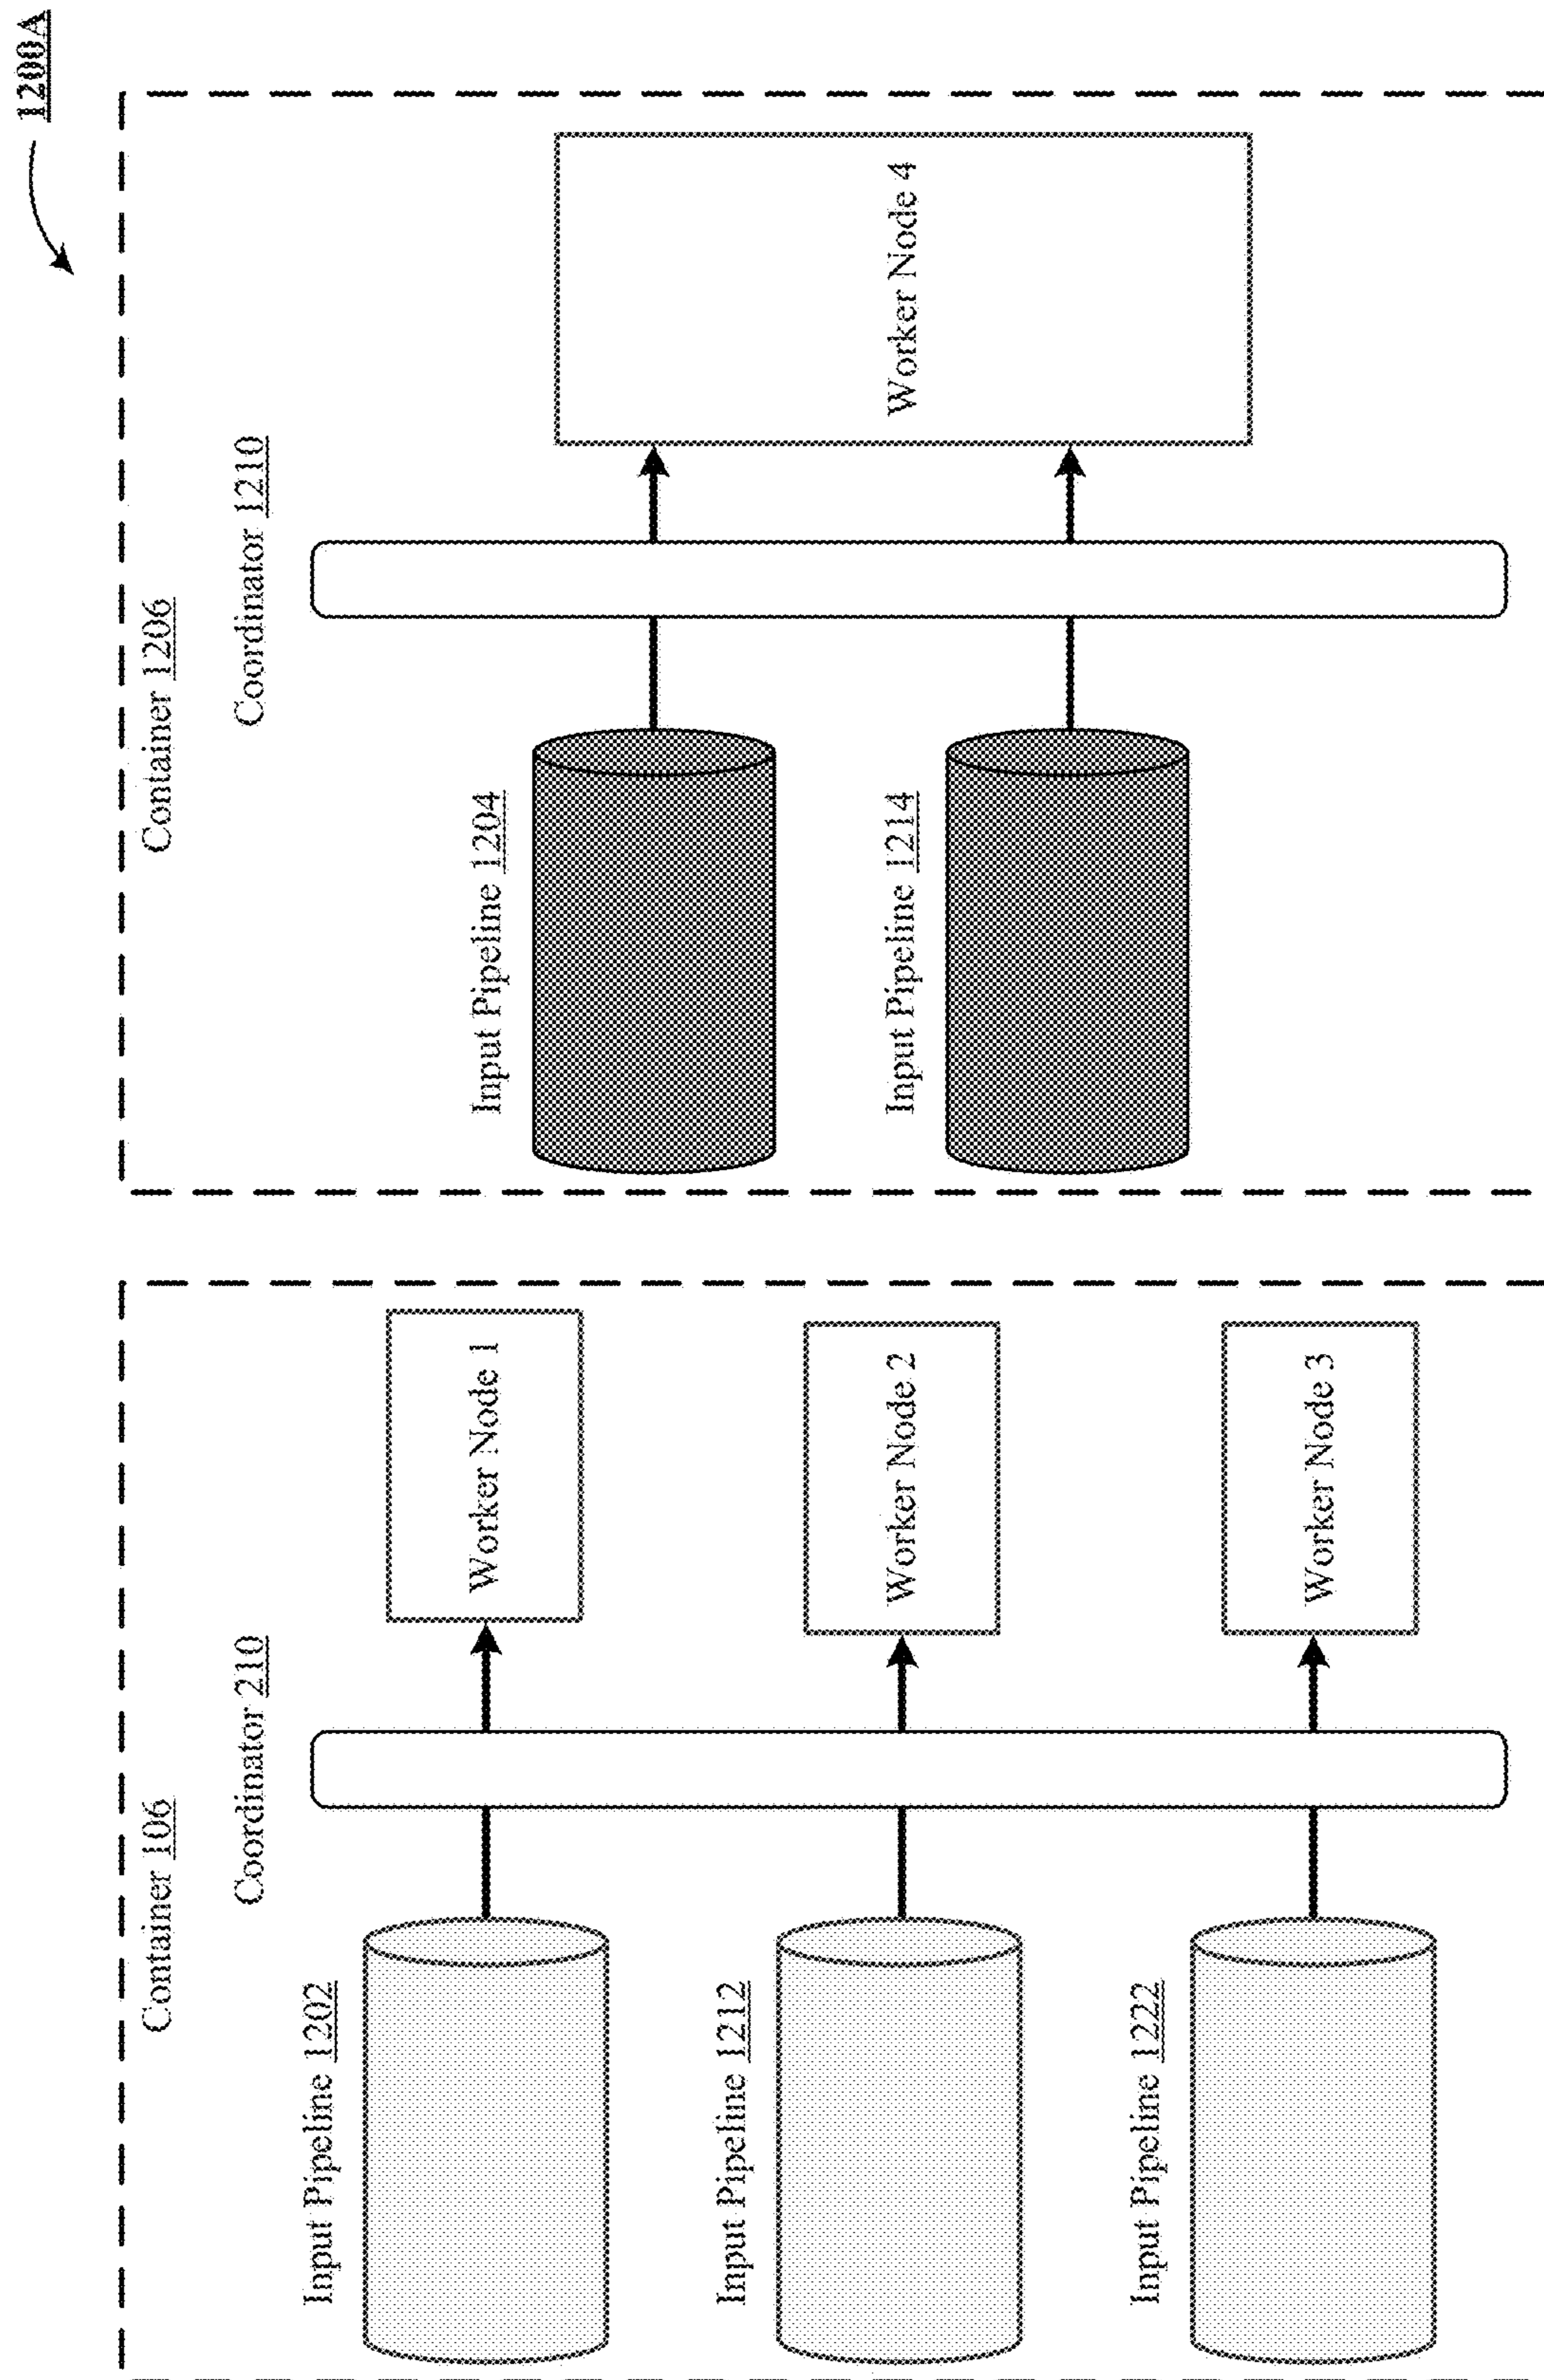 1200A
Container 106
Coordinator 210
Input Pipeline 1202
Worker Node 1
Input Pipeline 1212
Worker Node 2
Input Pipeline 1222
Worker Node 3
Container 1206
Coordinator 1210
Input Pipeline 1204
Input Pipeline 1214
Worker Node 4